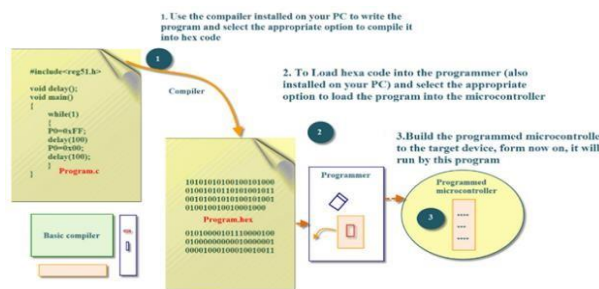 1. Use the compailer installed on your PC to write the
program and select the appropriate option to compile it
into hex code
1
#include<reg51.h>
void delay();
void main()
{
while(1)
{
P0=0xFF;
delay(100)
P0=0x00;
delay(100);
}
}
Program.c
Compiler
2. To Load hexa code into the programmer (also
installed on your PC) and select the appropriate
option to load the program into the microcontroller
2
3.Build the programmed microcontrolle
to the target device, form now on, it will
run by this program
10101010100100101000
01001010110101001011
00101001010100101001
010010010010001000
Program.hex
01010000101110000100
01000000000010000001
00001000100010010011
Programmer
Programmed
microcontroller
3
Basic compiler